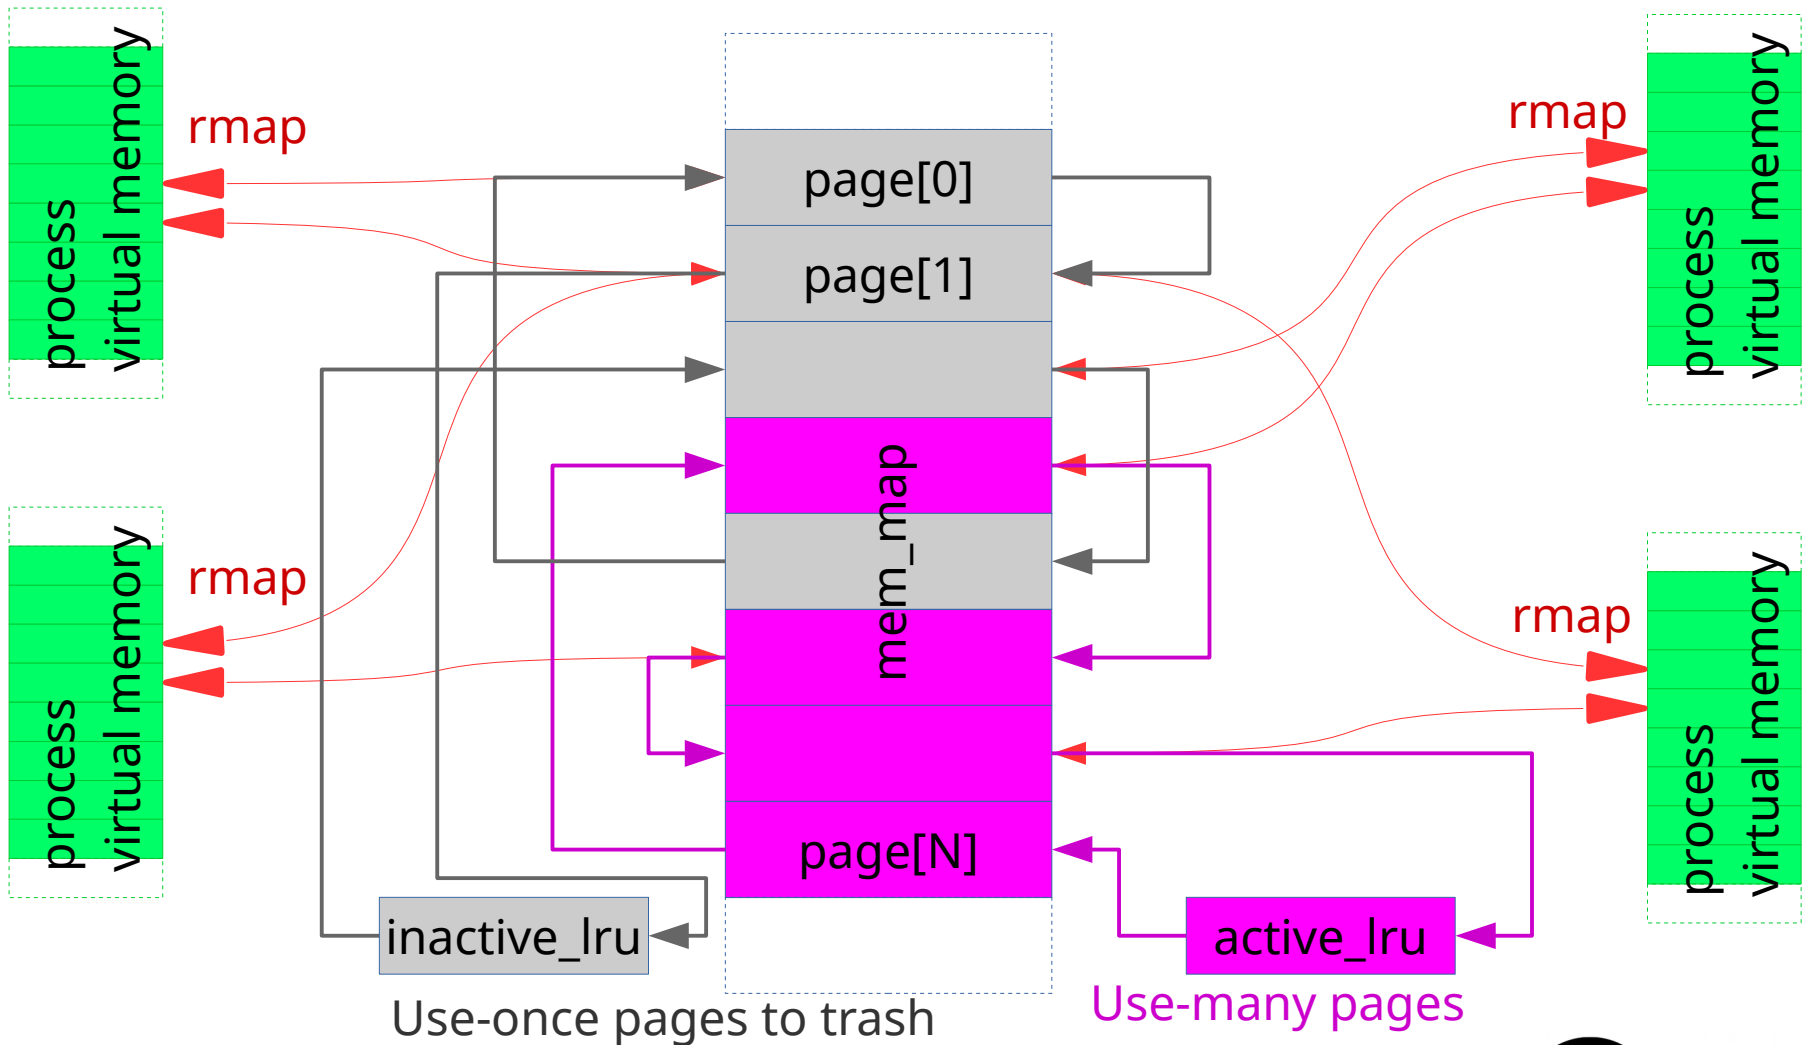 process
virtual memory
rmap
page[0]
page[1]
mem_map
page[N]
rmap
process
virtual memory
process
virtual memory
rmap
rmap
process
virtual memory
inactive_lru
active_lru
Use-once pages to trash
Use-many pages